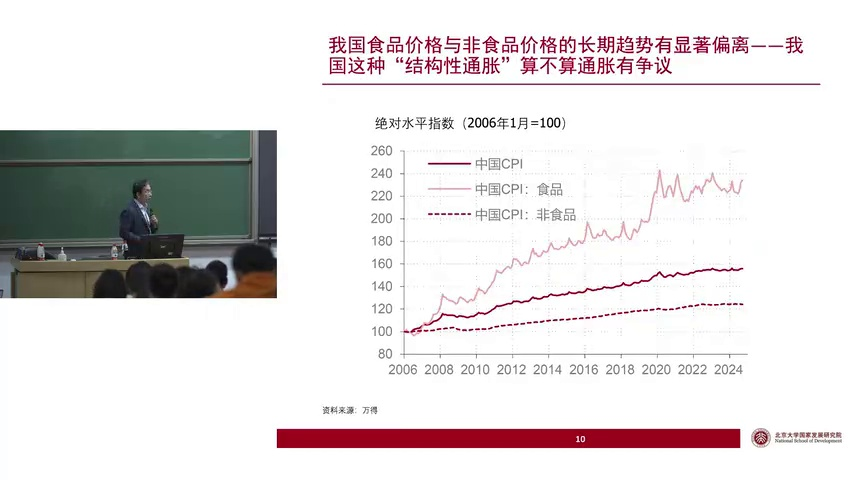 我国食品价格与非食品价格的长期趋势有显著偏离——我
国这种“结构性通胀”算不算通胀有争议
绝对水平指数（2006年1月=100）
260
240
220
200
180
160
140
120
100
80
中国CPI
中国CPI：食品
中国CPI：非食品
2006 2008 2010 2012 2014 2016 2018 2020 2022 2024
资料来源：万得
10
北京大学国家发展研究院
National School of Development